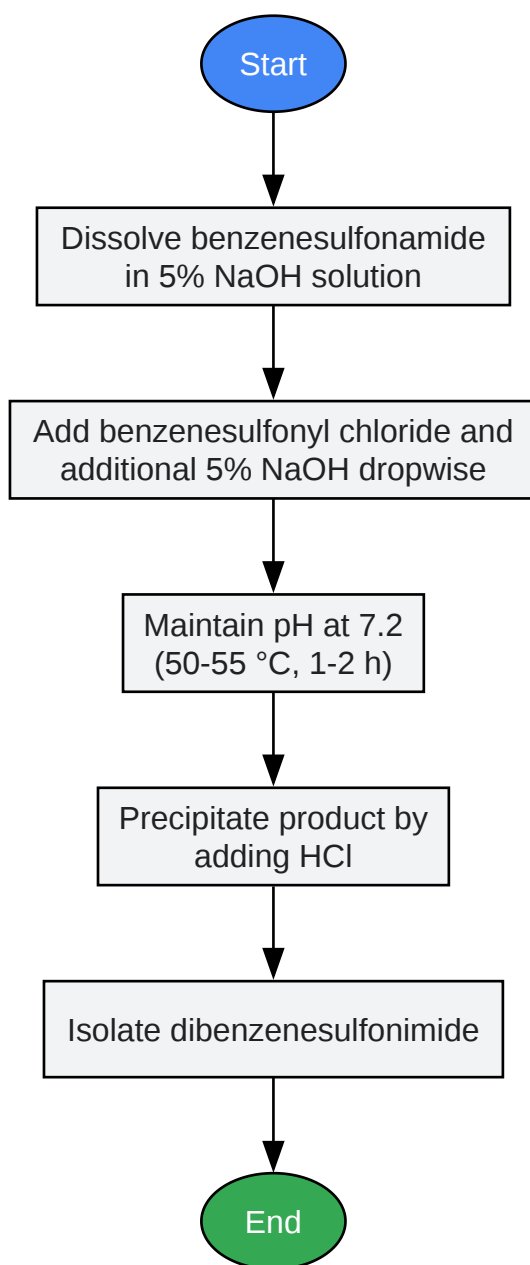 Start
Dissolve benzenesulfonamide
in 5% NaOH solution
Add benzenesulfonyl chloride and
additional 5% NaOH dropwise
Maintain pH at 7.2
(50-55 °C, 1-2 h)
Precipitate product by
adding HCl
Isolate dibenzenesulfonimide
End